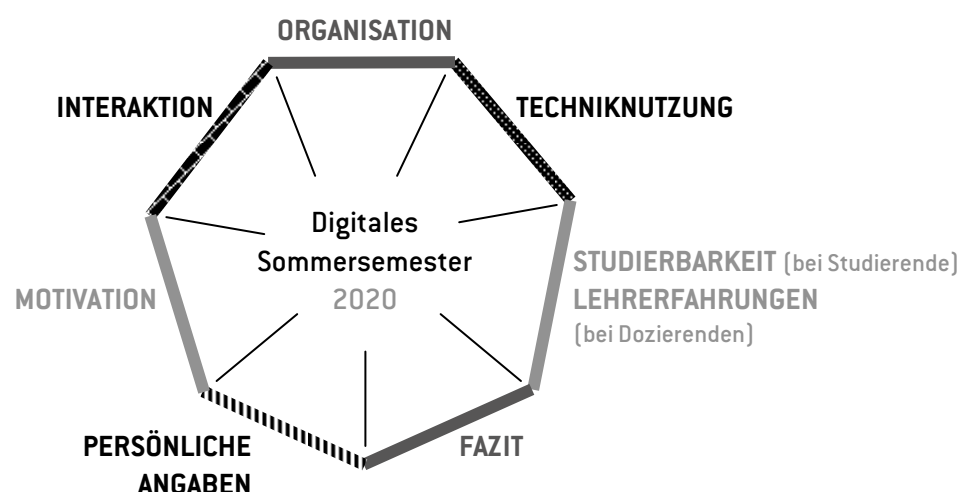 ORGANISATION
INTERAKTION
TECHNIKNUTZUNG
Digitales
Sommersemester
2020
STUDIERBARKEIT (bei Studierende)
LEHRERFAHRUNGEN
(bei Dozierenden)
MOTIVATION
PERSÖNLICHE
ANGABEN
FAZIT